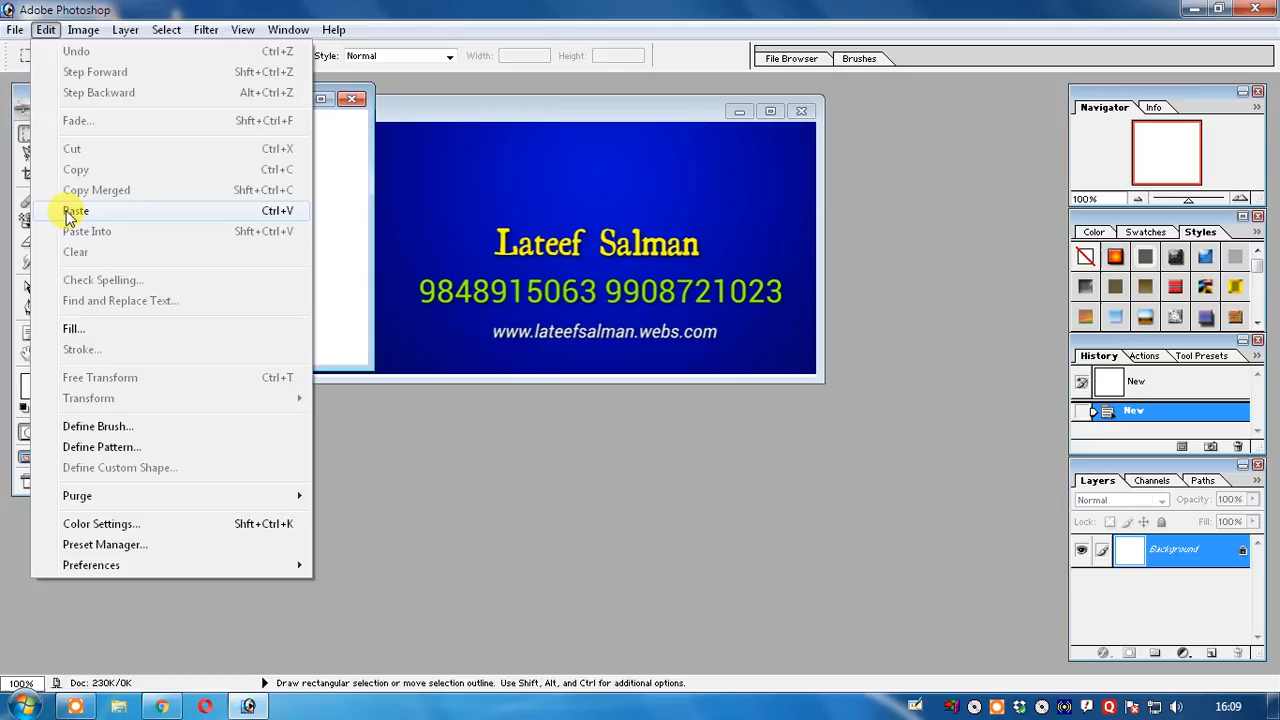 Adobe Photoshop
File Edit Image Layer Select Filter View Window Help
Style: Normal Width: Height: File Browser Brushes
Undo Ctrl+Z
Step Forward Shft+Ctrl+Z
Step Backward Alt+Ctrl+Z
Fade... Shft+Ctrl+F
Cut Ctrl+X
Copy Ctrl+C
Copy Merged Shft+Ctrl+C
Paste Ctrl+V
Paste Into Shft+Ctrl+V
Clear
Check Spelling...
Find and Replace Text...
Fill...
Stroke...
Free Transform Ctrl+T
Transform
Define Brush...
Define Pattern...
Define Custom Shape...
Purge
Color Settings... Shft+Ctrl+K
Preset Manager...
Preferences
Lateef Salman
9848915063 9908721023
www.lateefsalman.webs.com
Navigator Info
100%
Color Swatches Styles
History Actions Tool Presets
New
New
Layers Channels Paths
Normal Opacity: 100%
Lock: Fill: 100%
Background
100% Doc: 230K/0K Draw rectangular selection or move selection outline. Use Shift, Alt, and Ctrl for additional options.
16:09